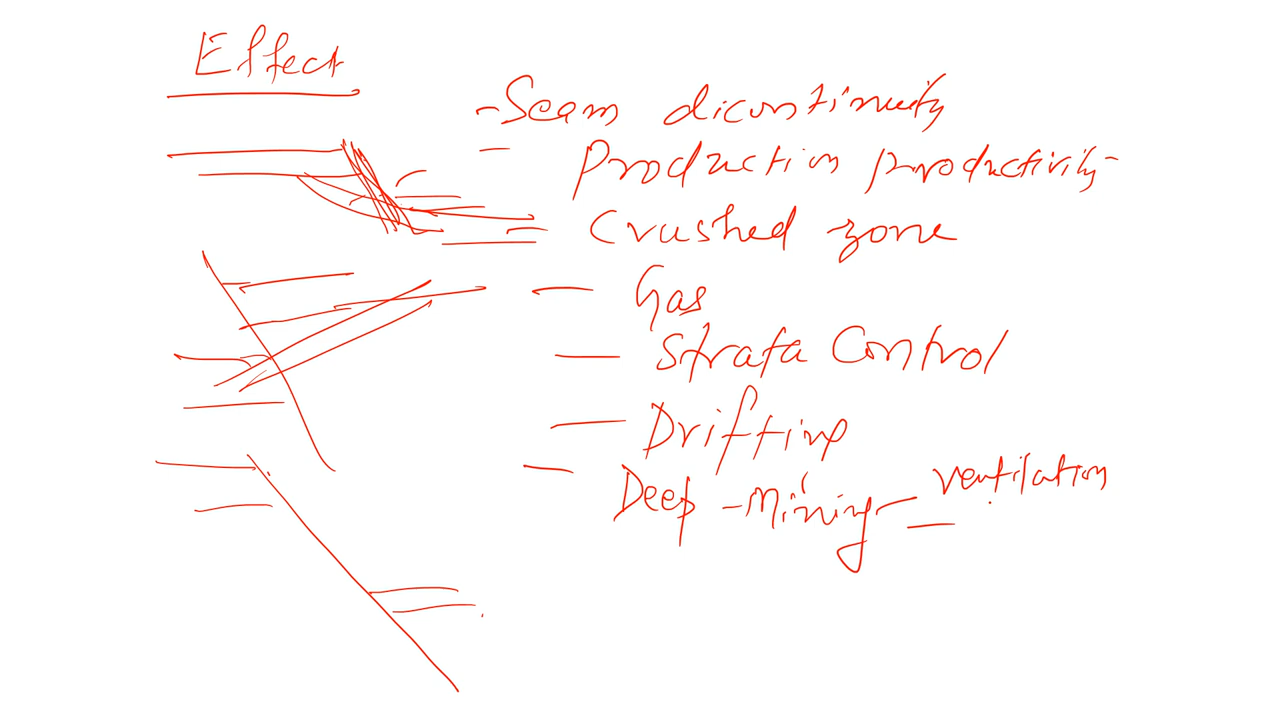 Effect
- Seam dicontinuity
- Production productivity
- Crushed zone
- Gas
- Strata Control
- Drifting
- Deep - Mining - ventilation